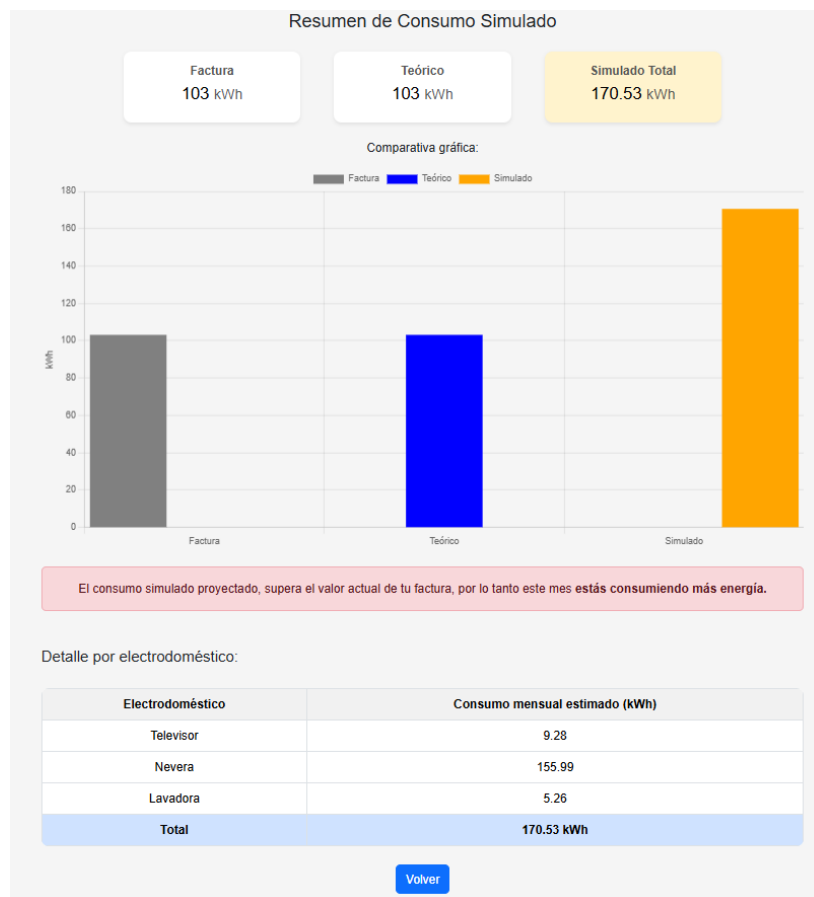 Resumen de Consumo Simulado
Factura Teórico Simulado Total
103 kWh 103 kWh 170.53 kWh
Comparativa gráfica:
Factura Teórico Simulado
180
160
140
120
100
80
60
40
20
0
kWh
Factura Teórico Simulado
El consumo simulado proyectado, supera el valor actual de tu factura, por lo tanto este mes estás consumiendo más energía.
Detalle por electrodoméstico:
Electrodoméstico Consumo mensual estimado (kWh)
Televisor 9.28
Nevera 155.99
Lavadora 5.26
Total 170.53 kWh
Volver